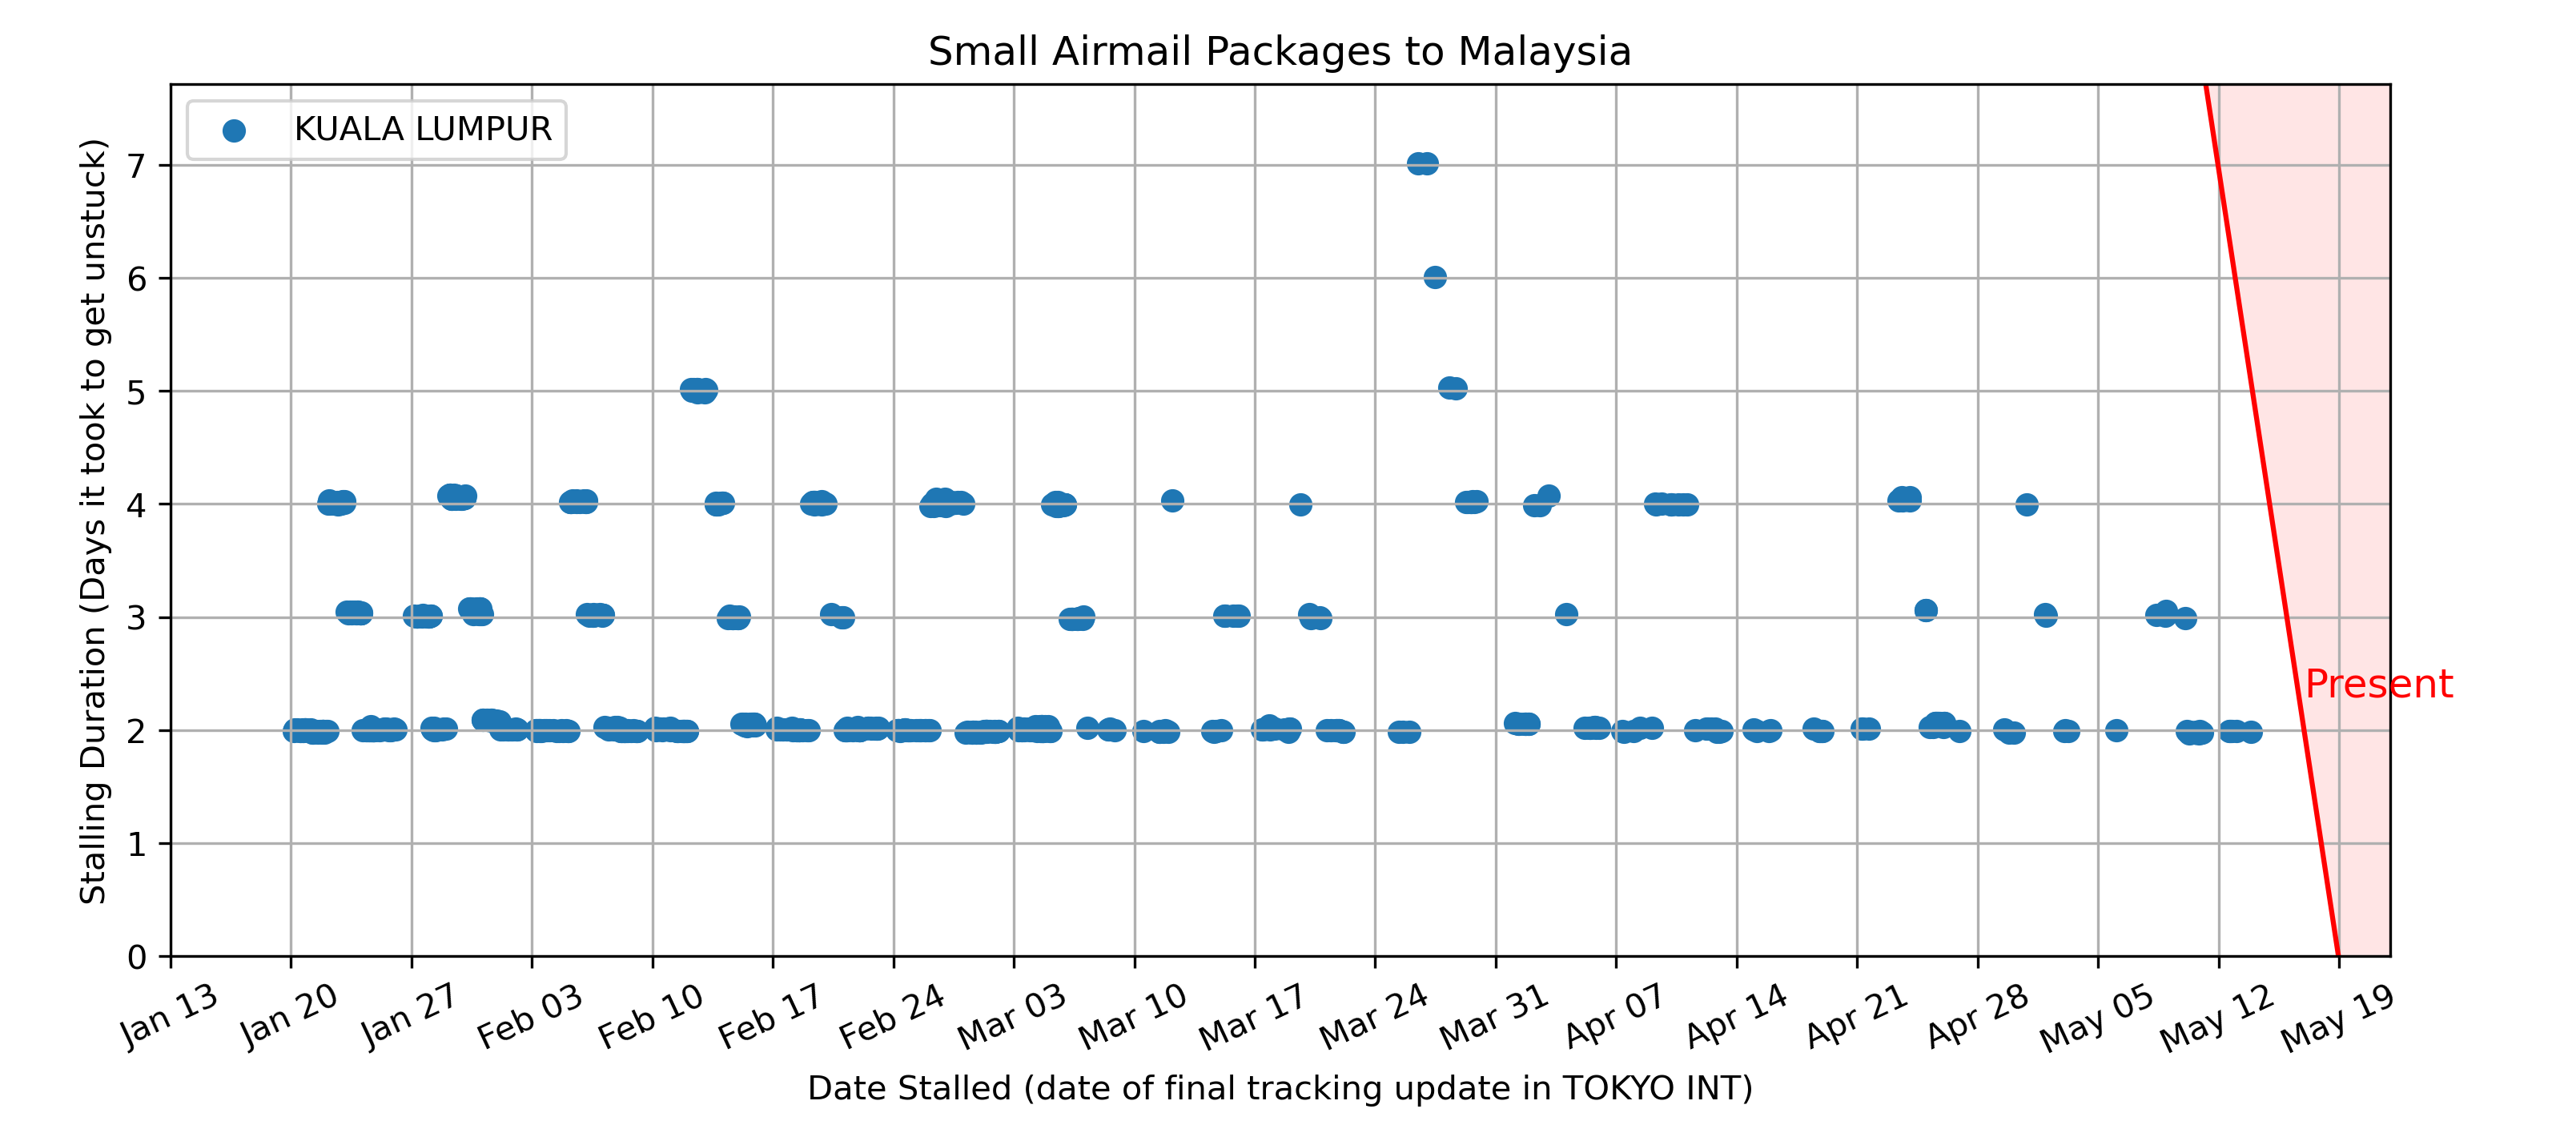 Small Airmail Packages to Malaysia
KUALA LUMPUR
Stalling Duration (Days it took to get unstuck)
7
6
5
4
3
2
1
0
Present
Jan 13
Jan 20
Jan 27
Feb 03
Feb 10
Feb 17
Feb 24
Mar 03
Mar 10
Mar 17
Mar 24
Mar 31
Apr 07
Apr 14
Apr 21
Apr 28
May 05
May 12
May 19
Date Stalled (date of final tracking update in TOKYO INT)